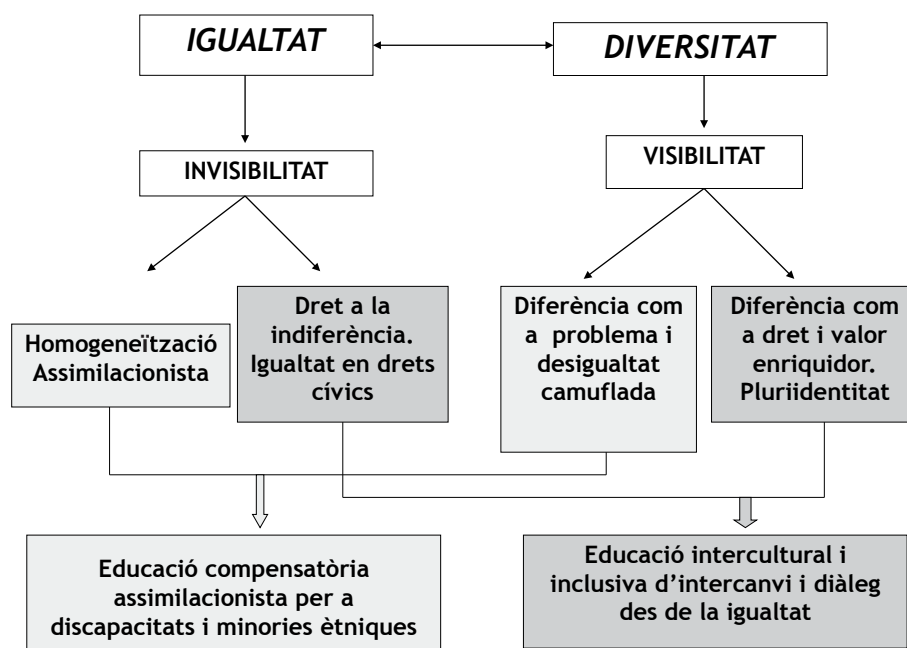 IGUALTAT
DIVERSITAT
INVISIBILITAT
VISIBILITAT
Homogeneïtzació
Assimilacionista
Dret a la
indiferència.
Igualtat en drets
cívics
Diferència com
a problema i
desigualtat
camuflada
Diferència com
a dret i valor
enriquidor.
Pluriidentitat
Educació compensatòria
assimilacionista per a
discapacitats i minories ètniques
Educació intercultural i
inclusiva d’intercanvi i diàleg
des de la igualtat